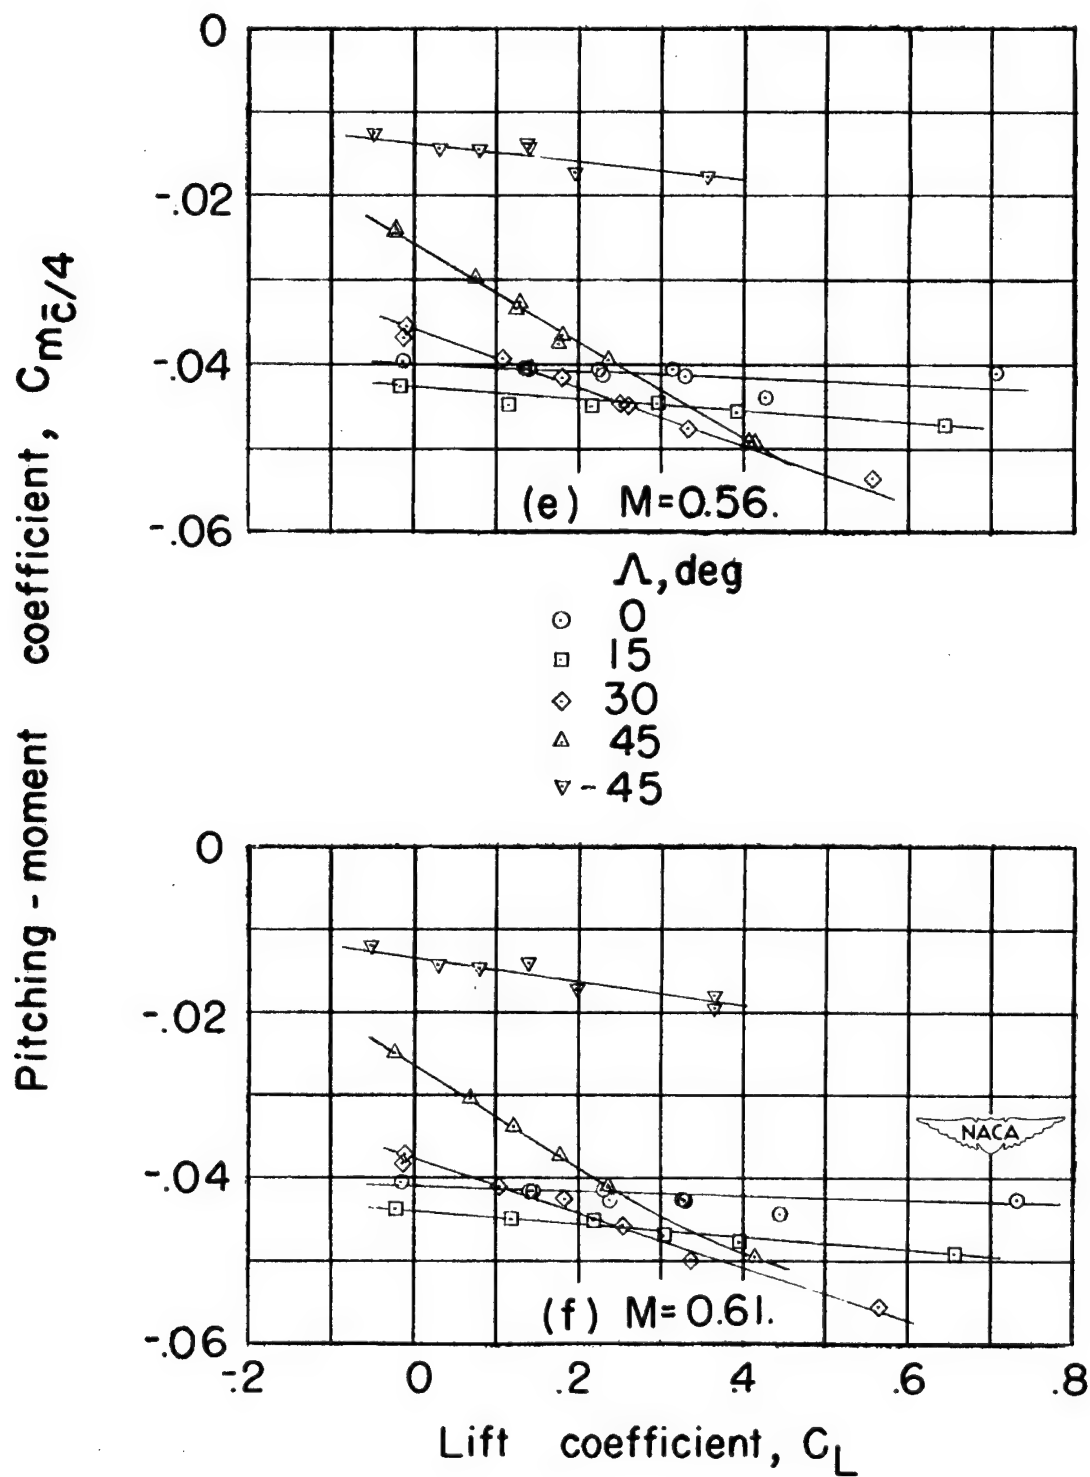 Pitching-moment coefficient, Cm c̄/4
0
-.02
-.04
-.06
(e) M=0.56.
Λ, deg
0
15
30
45
-45
0
-.02
-.04
-.06
NACA
(f) M=0.61.
-.2 0 .2 .4 .6 .8
Lift coefficient, CL